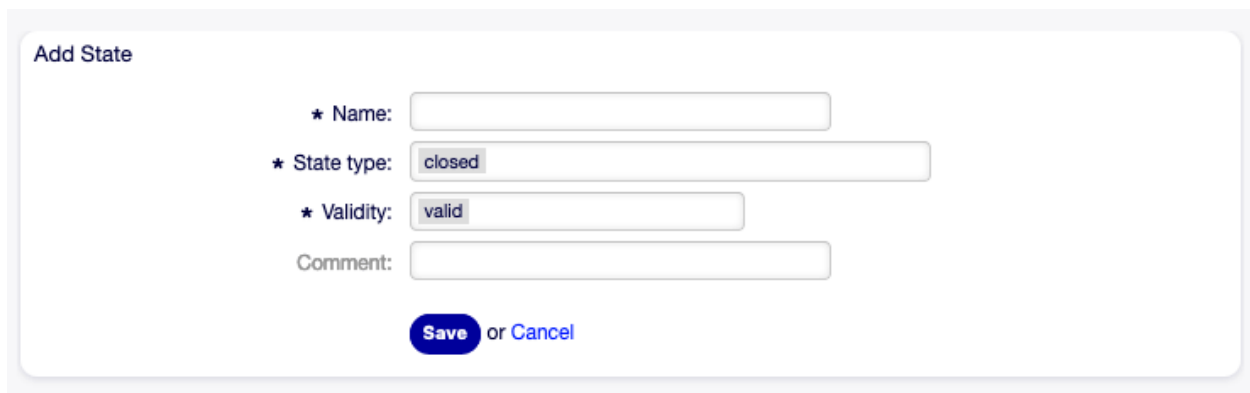 Add State
* Name:
* State type: closed
* Validity: valid
Comment:
Save or Cancel